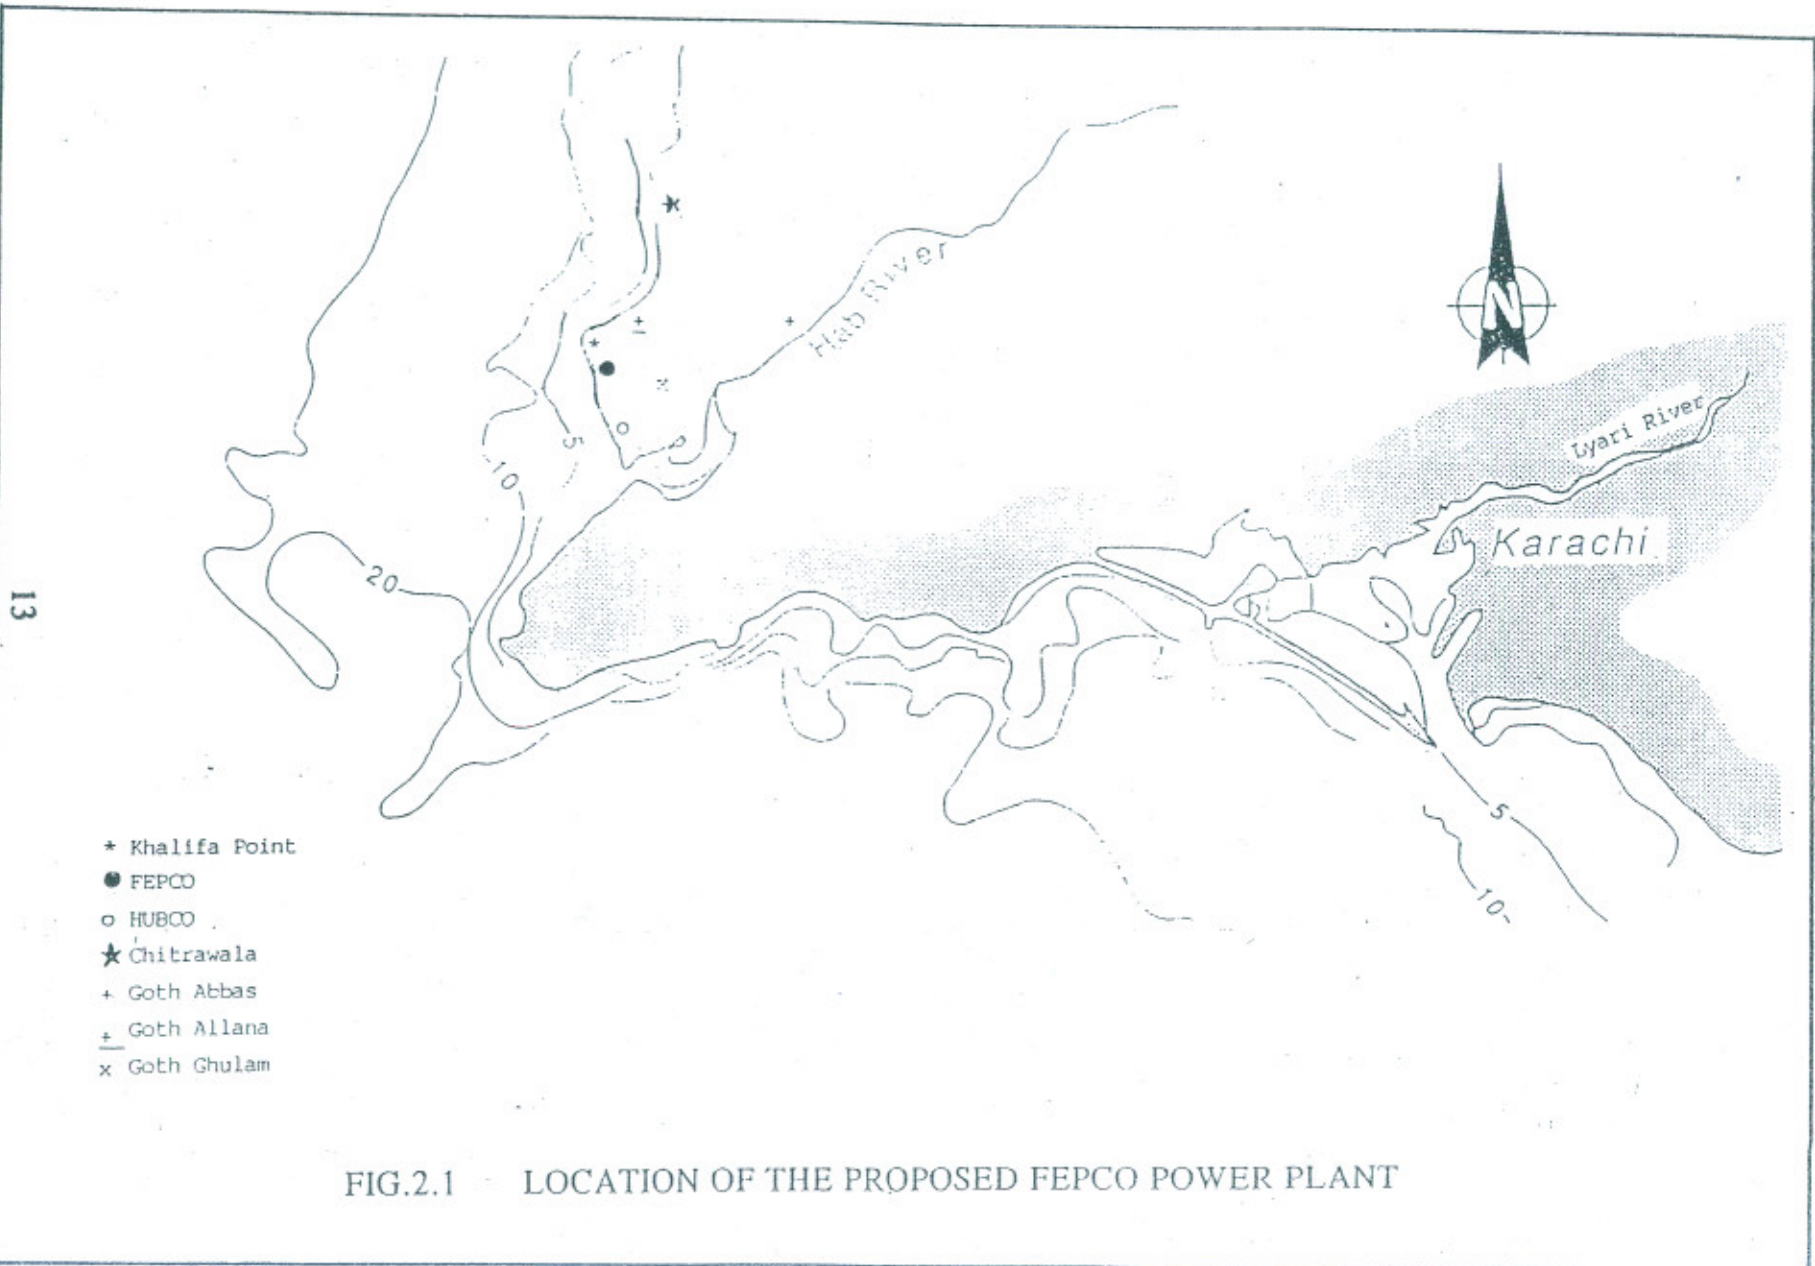 Hab River
N
Lyari River
Karachi
5
10
20
5
10
13
* Khalifa Point
● FEPCO
o HUBCO
★ Chitrawala
+ Goth Abbas
+ Goth Allana
x Goth Ghulam
FIG.2.1 LOCATION OF THE PROPOSED FEPCO POWER PLANT